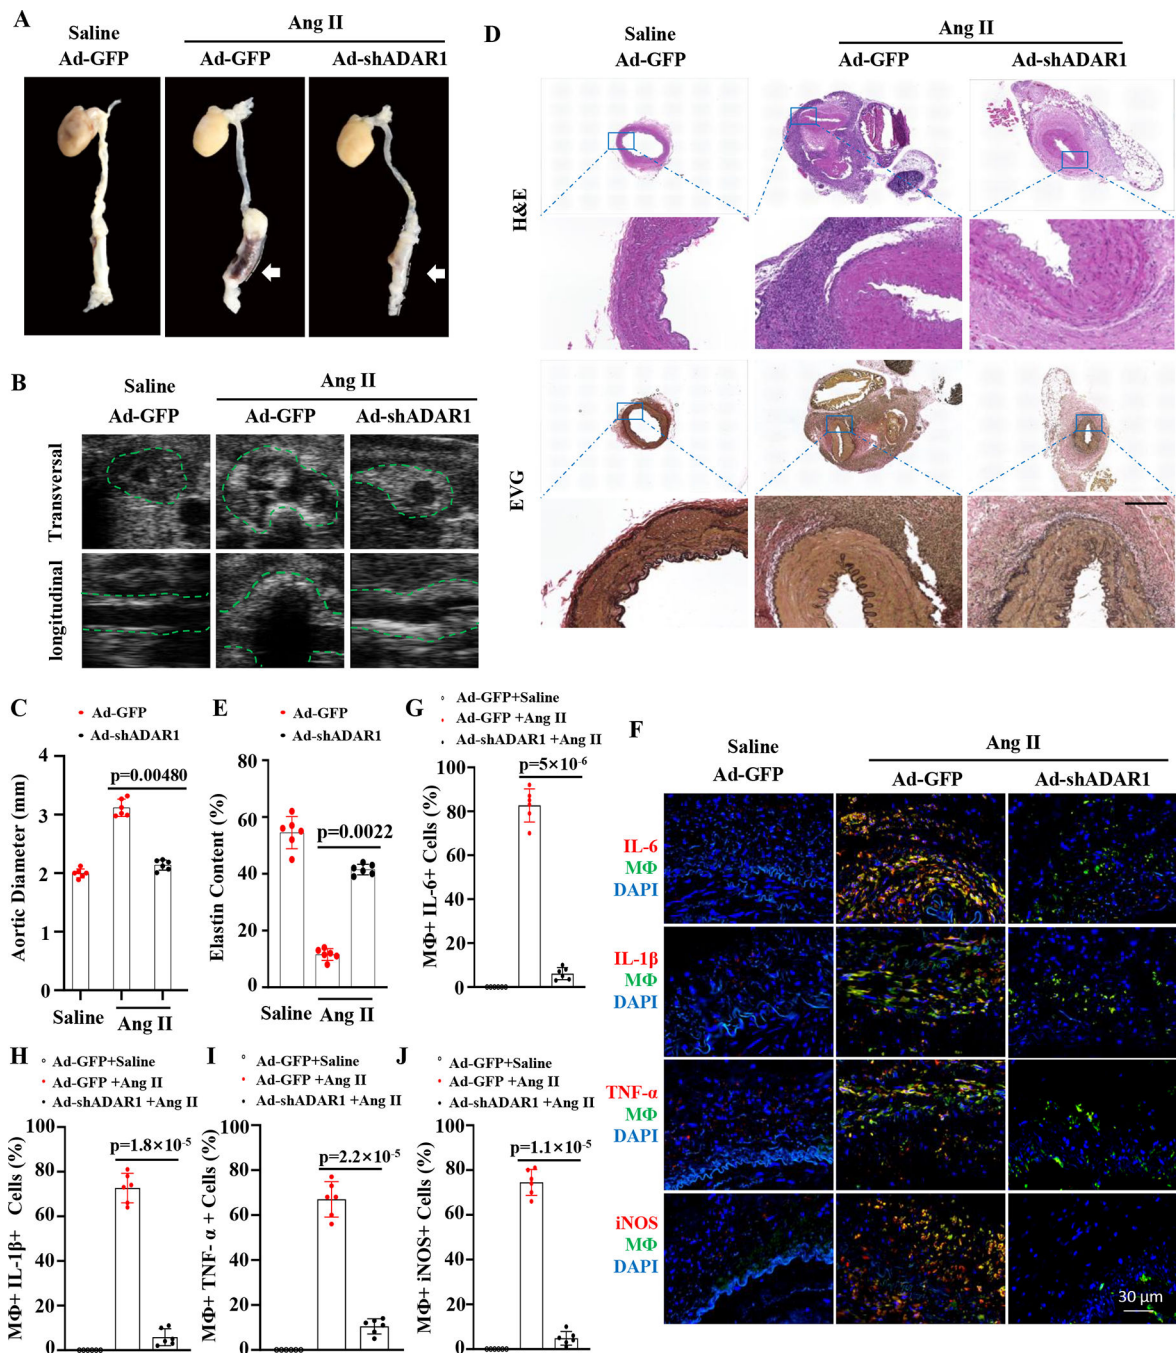 A
Saline
Ad-GFP
Ang II
Ad-GFP
Ad-shADAR1
B
Saline
Ad-GFP
Ang II
Ad-GFP
Ad-shADAR1
Transversal
longitudinal
C
Ad-GFP
Ad-shADAR1
Aortic Diameter (mm)
4
3
2
1
0
p=0.00480
Saline
Ang II
D
Saline
Ad-GFP
Ang II
Ad-GFP
Ad-shADAR1
H&E
EVG
E
Ad-GFP
Ad-shADAR1
Elastin Content (%)
80
60
40
20
0
p=0.0022
Saline
Ang II
F
Saline
Ad-GFP
Ang II
Ad-GFP
Ad-shADAR1
IL-6
MΦ
DAPI
IL-1β
MΦ
DAPI
TNF-α
MΦ
DAPI
iNOS
MΦ
DAPI
30 μm
G
Ad-GFP+Saline
Ad-GFP +Ang II
Ad-shADAR1 +Ang II
MΦ+ IL-6+ Cells (%)
100
80
60
40
20
0
p=5×10⁻⁶
H
Ad-GFP+Saline
Ad-GFP +Ang II
Ad-shADAR1 +Ang II
MΦ+ IL-1β+ Cells (%)
100
80
60
40
20
0
p=1.8×10⁻⁵
I
Ad-GFP+Saline
Ad-GFP +Ang II
Ad-shADAR1 +Ang II
MΦ+ TNF- α + Cells (%)
100
80
60
40
20
0
p=2.2×10⁻⁵
J
Ad-GFP+Saline
Ad-GFP +Ang II
Ad-shADAR1 +Ang II
MΦ+ iNOS+ Cells (%)
100
80
60
40
20
0
p=1.1×10⁻⁵